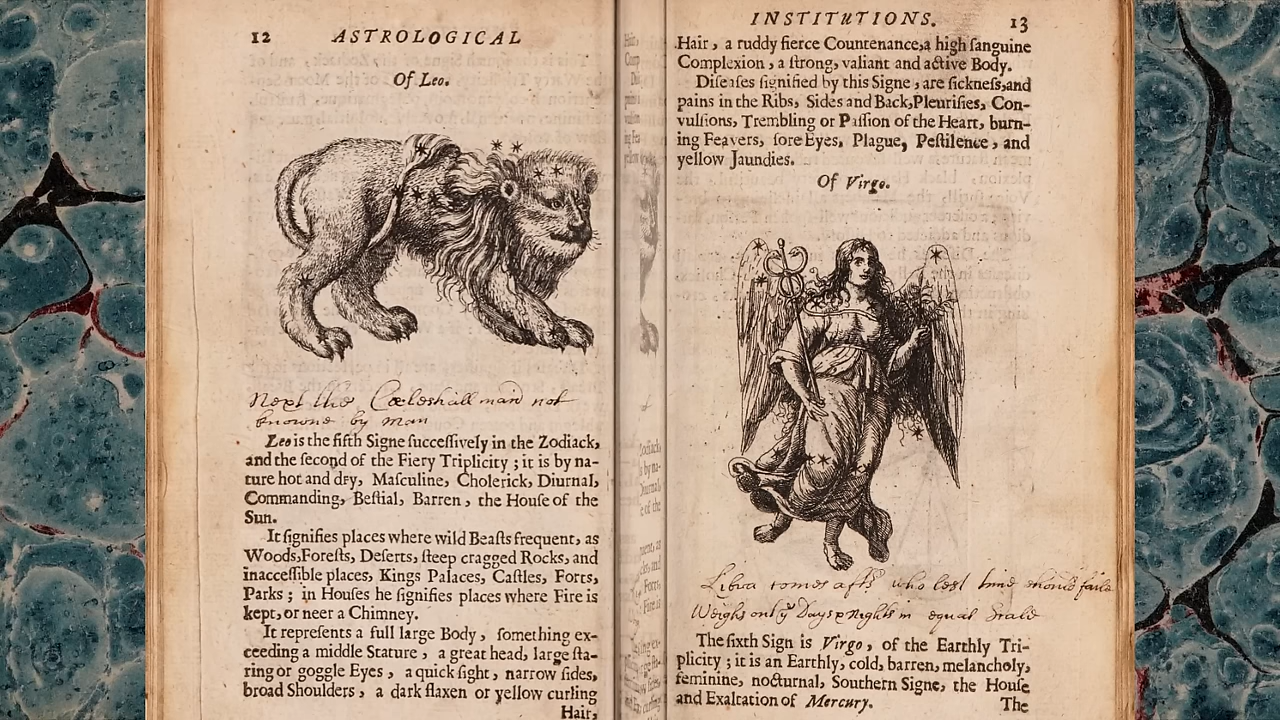 12 ASTROLOGICAL
Of Leo.
Next the Cœleshall mand not
knowne by man
Leo is the fifth Signe ſucceſſively in the Zodiack,
and the ſecond of the Fiery Triplicity ; it is by na-
ture hot and dry, Maſculine, Cholerick, Diurnal,
Commanding, Beſtial, Barren , the Houſe of the
Sun.
It ſignifies places where wild Beaſts frequent, as
Woods,Foreſts, Deſerts, ſteep cragged Rocks, and
inacceſſible places, Kings Palaces, Caſtles, Forts,
Parks ; in Houſes he ſignifies places where Fire is
kept, or neer a Chimney.
It repreſents a full large Body , ſomething ex-
ceeding a middle Stature , a great head, large ſta-
ring or goggle Eyes , a quick ſight , narrow ſides,
broad Shoulders , a dark flaxen or yellow curling
Hair,
INSTITUTIONS. 13
Hair , a ruddy fierce Countenance,a high ſanguine
Complexion , a ſtrong, valiant and active Body.
Diſeaſes ſignified by this Signe , are ſickneſs,and
pains in the Ribs, Sides and Back,Pleuriſies, Con-
vulſions, Trembling or Paſſion of the Heart, burn-
ing Feavers, ſore Eyes, Plague, Peſtilence , and
yellow Jaundies.
Of Virgo.
Libra comes aftr who lest time should faile
Weighs only Days & Nights in equal Scale
The ſixth Sign is Virgo , of the Earthly Tri-
plicity ; it is an Earthly, cold, barren, melancholy,
feminine, nocturnal, Southern Signe, the Houſe
and Exaltation of Mercury.
The